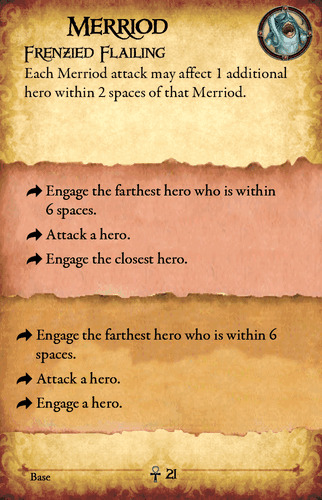 Merriod
Frenzied Flailing
Each Merriod attack may affect 1 additional
hero within 2 spaces of that Merriod.
Engage the farthest hero who is within
6 spaces.
Attack a hero.
Engage the closest hero.
Engage the farthest hero who is within 6
spaces.
Attack a hero.
Engage a hero.
Base
21